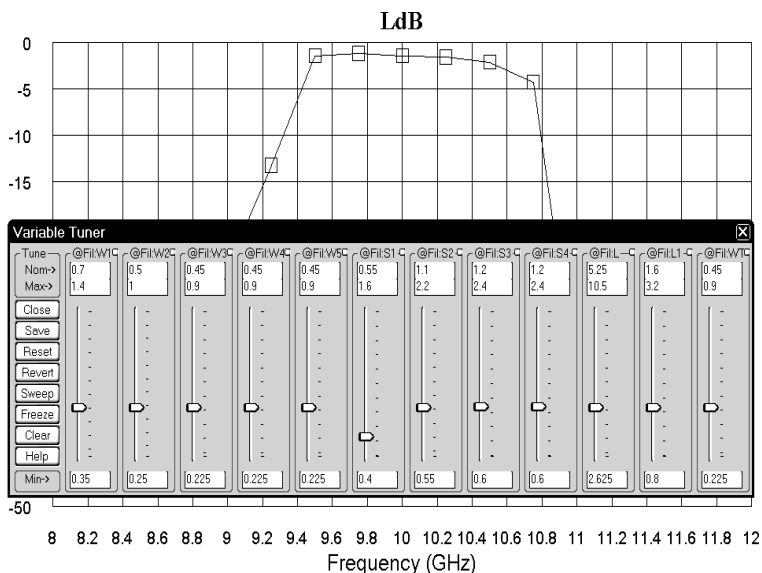 LdB
0
-5
-10
-15
Variable Tuner
Tune @Fil:W1 @Fil:W2 @Fil:W3 @Fil:W4 @Fil:W5 @Fil:S1 @Fil:S2 @Fil:S3 @Fil:S4 @Fil:L @Fil:L1 @Fil:WT
Nom-> 0.7 0.5 0.45 0.45 0.45 0.55 1.1 1.2 1.2 5.25 1.6 0.45
Max-> 1.4 1 0.9 0.9 0.9 1.6 2.2 2.4 2.4 10.5 3.2 0.9
Close
Save
Reset
Revert
Sweep
Freeze
Clear
Help
Min-> 0.35 0.25 0.225 0.225 0.225 0.4 0.55 0.6 0.6 2.625 0.8 0.225
-50
8 8.2 8.4 8.6 8.8 9 9.2 9.4 9.6 9.8 10 10.2 10.4 10.6 10.8 11 11.2 11.4 11.6 11.8 12
Frequency (GHz)